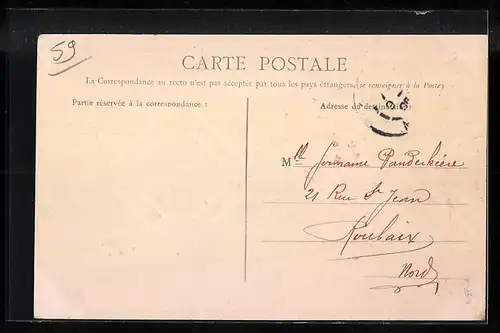 59
CARTE POSTALE
La Correspondance au recto n'est pas acceptée par tous les pays étrangers, (se renseigner à la Poste)
Partie réservée à la correspondance :
Adresse du destinataire
Mlle Germaine Vanderkéére
21 Rue St Jean
Roubaix
Nord